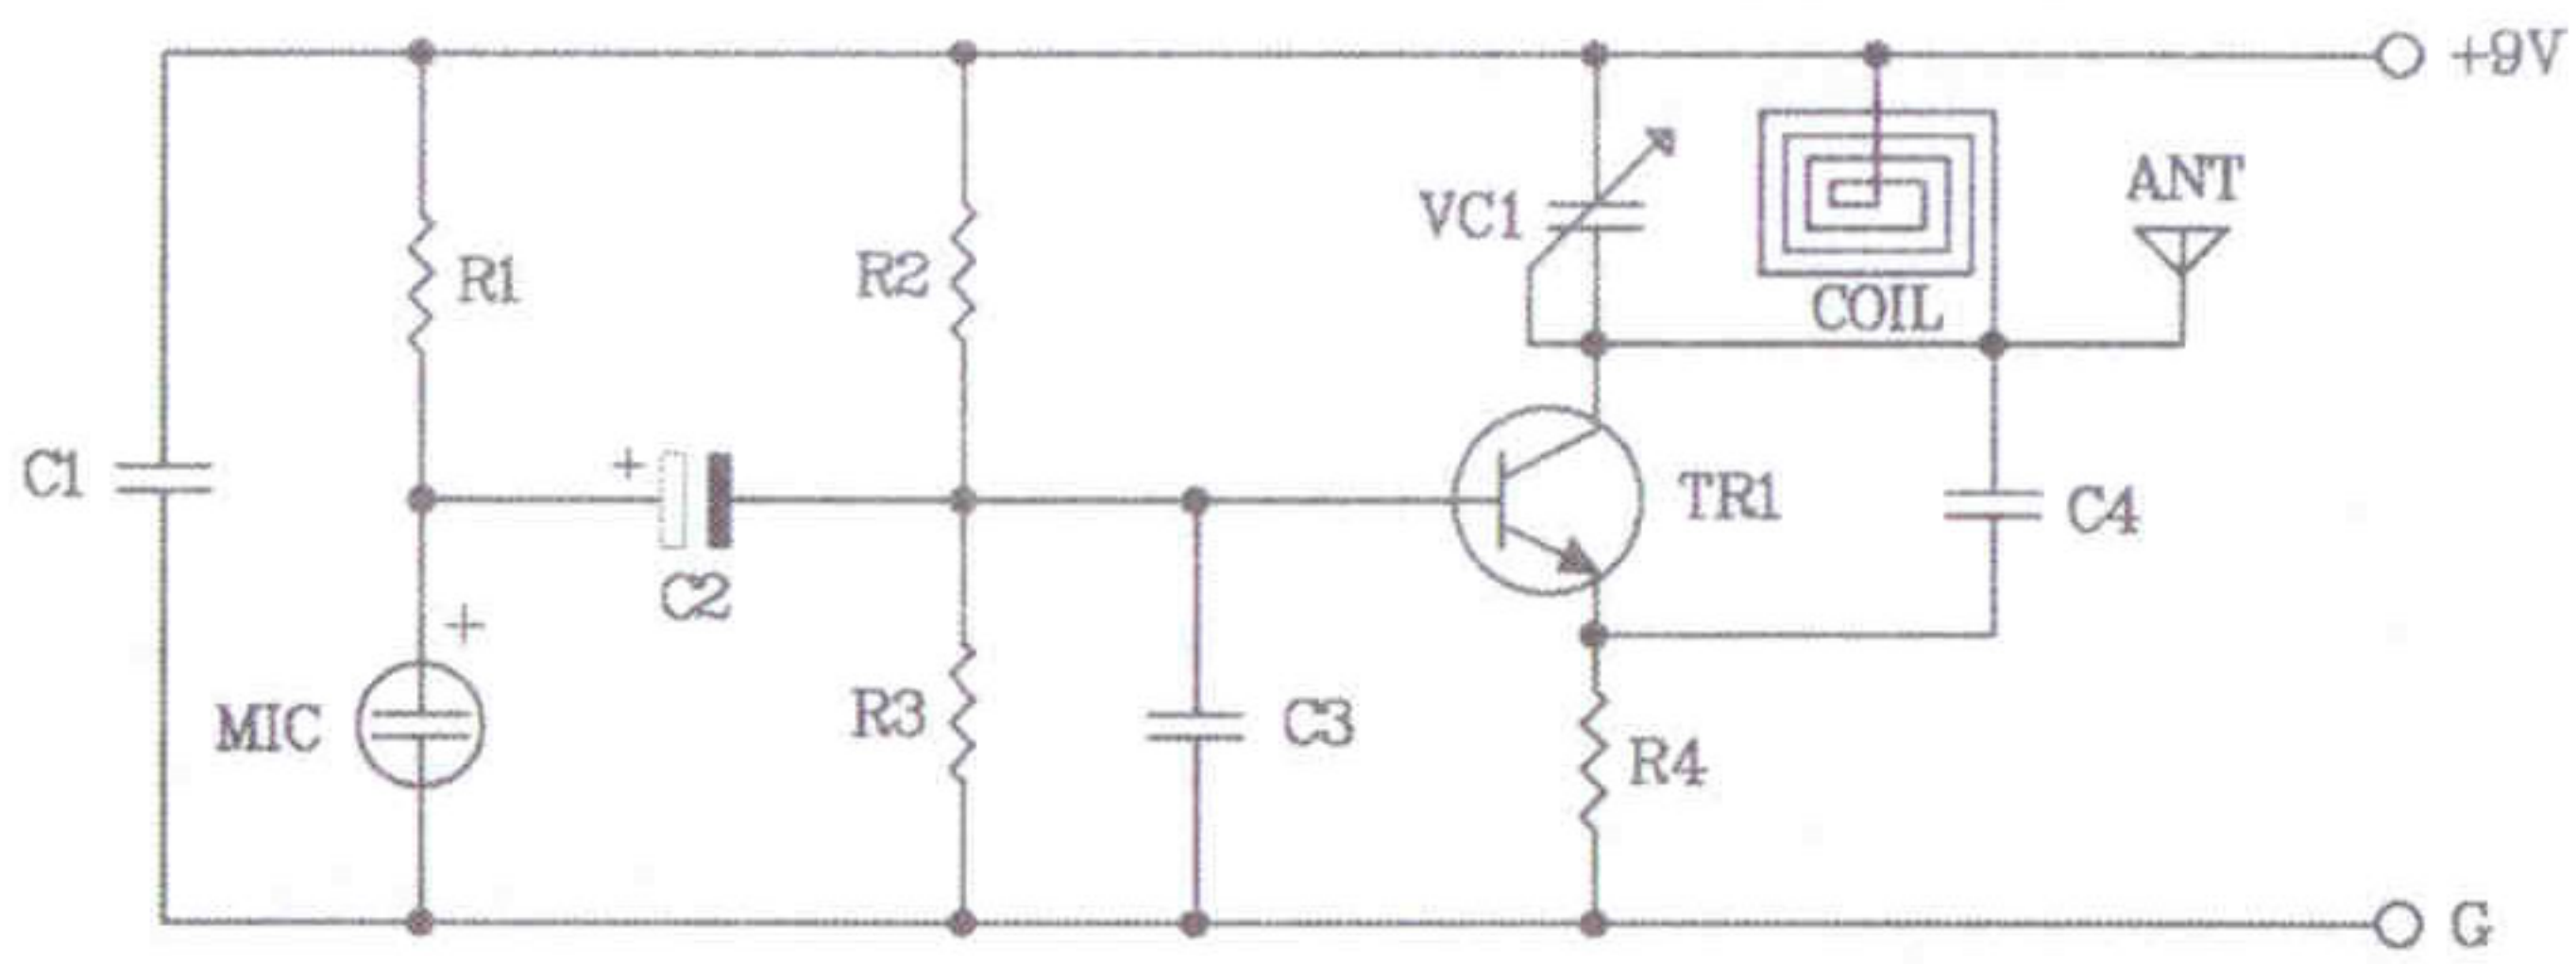 +9V
ANT
VC1
R1
R2
COIL
C1
+
TR1
C4
C2
+
MIC
R3
C3
R4
G